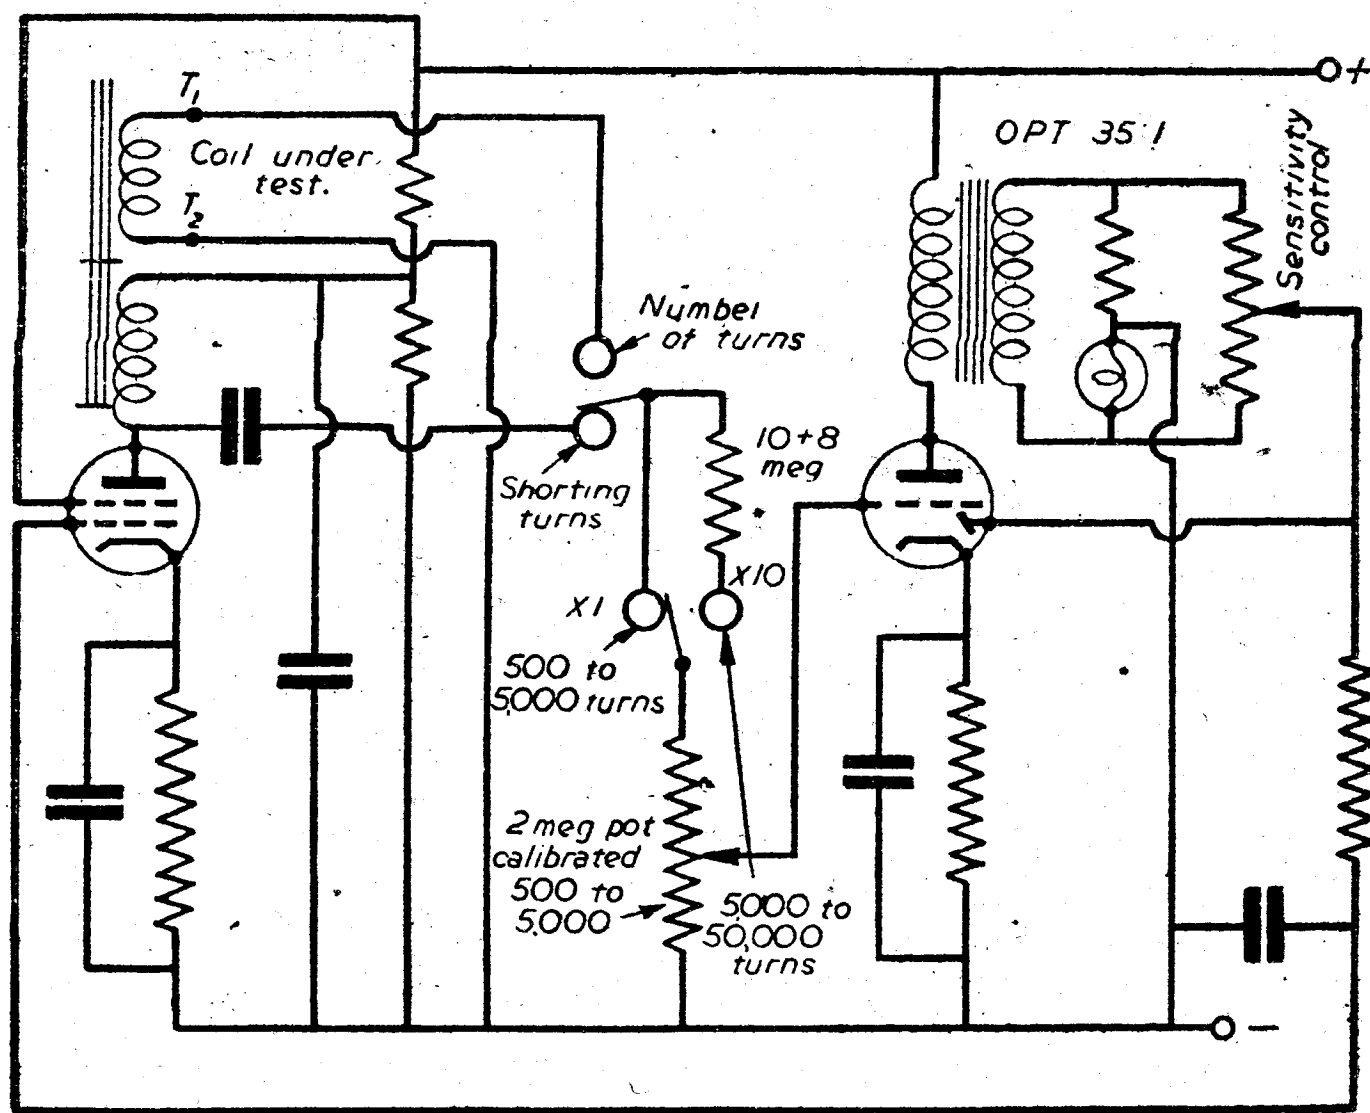 T1
Coil under
test.
T2
+
OPT 35:1
Sensitivity
control
Number
of turns
Shorting
turns
10+8
meg
X1
X10
500 to
5,000 turns
2 meg pot
calibrated
500 to
5,000
5,000 to
50,000
turns
—